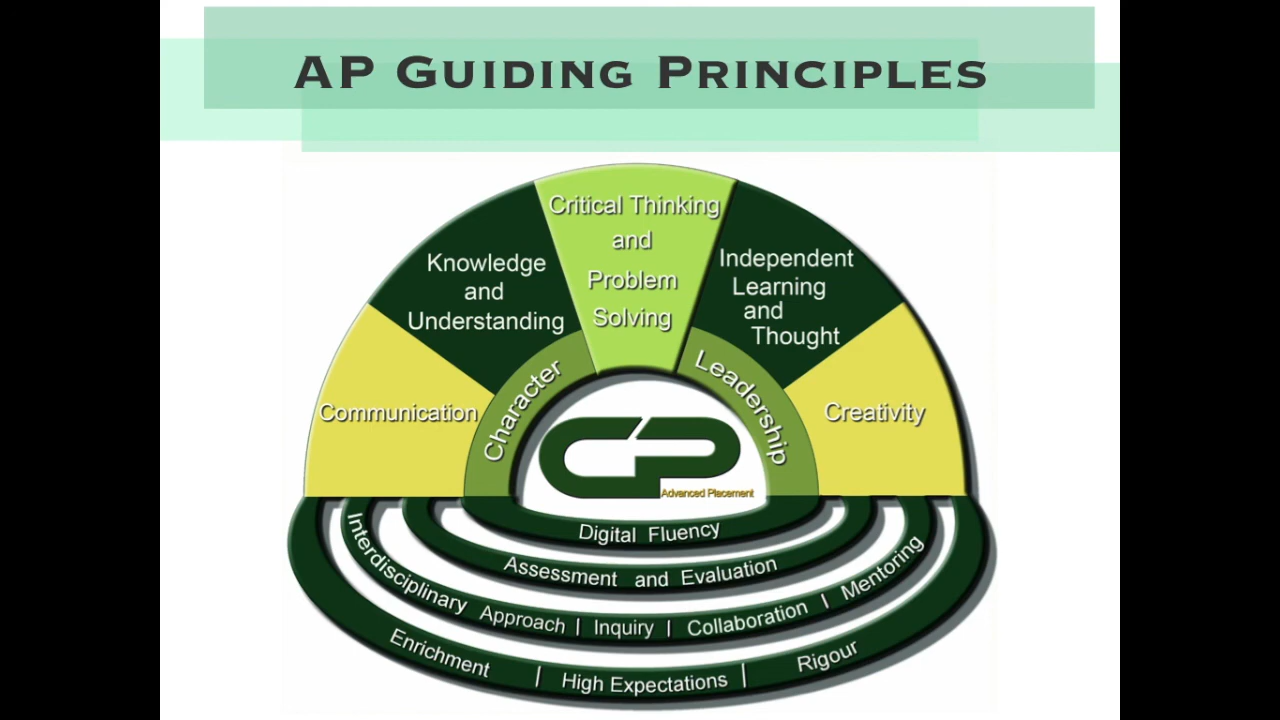 AP GUIDING PRINCIPLES
Critical Thinking
and
Problem
Solving
Knowledge
and
Understanding
Independent
Learning
and
Thought
Communication
Character
Leadership
Creativity
CP
Advanced Placement
Digital Fluency
Assessment and Evaluation
Interdisciplinary Approach | Inquiry | Collaboration | Mentoring
Enrichment | High Expectations | Rigour